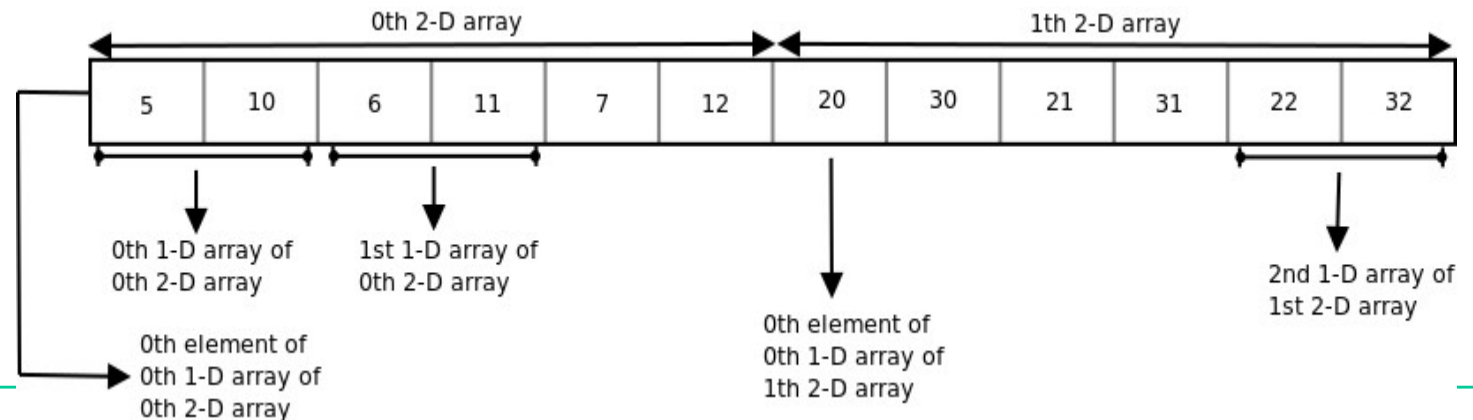 0th 2-D array
1th 2-D array
5 10 6 11 7 12 20 30 21 31 22 32
0th 1-D array of
0th 2-D array
1st 1-D array of
0th 2-D array
2nd 1-D array of
1st 2-D array
0th element of
0th 1-D array of
1th 2-D array
0th element of
0th 1-D array of
0th 2-D array